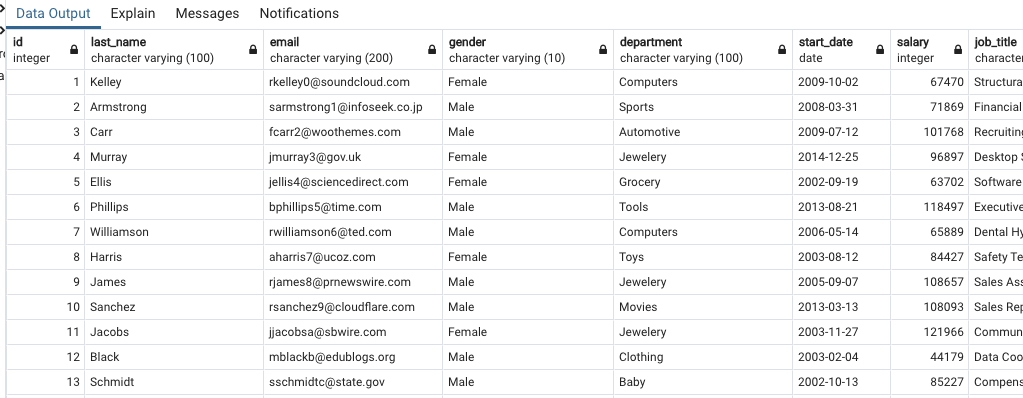 Data Output Explain Messages Notifications
id last_name email gender department start_date salary job_title
integer character varying (100) character varying (200) character varying (10) character varying (100) date integer
1 Kelley rkelley0@soundcloud.com Female Computers 2009-10-02 67470 Structura
2 Armstrong sarmstrong1@infoseek.co.jp Male Sports 2008-03-31 71869 Financial
3 Carr fcarr2@woothemes.com Male Automotive 2009-07-12 101768 Recruitin
4 Murray jmurray3@gov.uk Female Jewelery 2014-12-25 96897 Desktop
5 Ellis jellis4@sciencedirect.com Female Grocery 2002-09-19 63702 Software
6 Phillips bphillips5@time.com Male Tools 2013-08-21 118497 Executive
7 Williamson rwilliamson6@ted.com Male Computers 2006-05-14 65889 Dental Hy
8 Harris aharris7@ucoz.com Female Toys 2003-08-12 84427 Safety Te
9 James rjames8@prnewswire.com Male Jewelery 2005-09-07 108657 Sales Ass
10 Sanchez rsanchez9@cloudflare.com Male Movies 2013-03-13 108093 Sales Rep
11 Jacobs jjacobsa@sbwire.com Female Jewelery 2003-11-27 121966 Commun
12 Black mblackb@edublogs.org Male Clothing 2003-02-04 44179 Data Coo
13 Schmidt sschmidtc@state.gov Male Baby 2002-10-13 85227 Compens